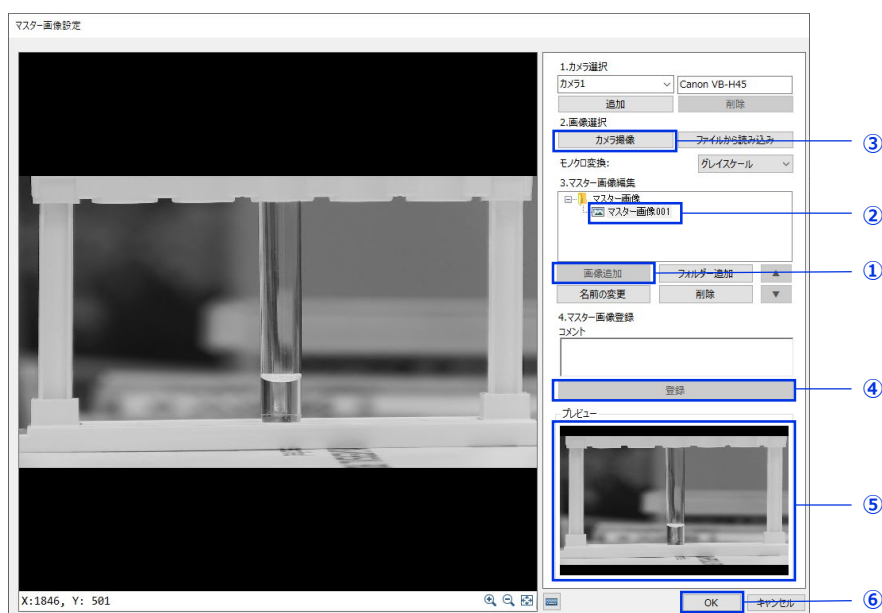 マスター画像設定
1.カメラ選択
カメラ1 Canon VB-H45
追加 削除
2.画像選択
カメラ撮像 ファイルから読み込み ③
モノクロ変換: グレイスケール
3.マスター画像編集
マスター画像
マスター画像001 ②
画像追加 フォルダー追加 ▲ ①
名前の変更 削除 ▼
4.マスター画像登録
コメント
登録 ④
プレビュー
⑤
X:1846, Y: 501
OK キャンセル ⑥